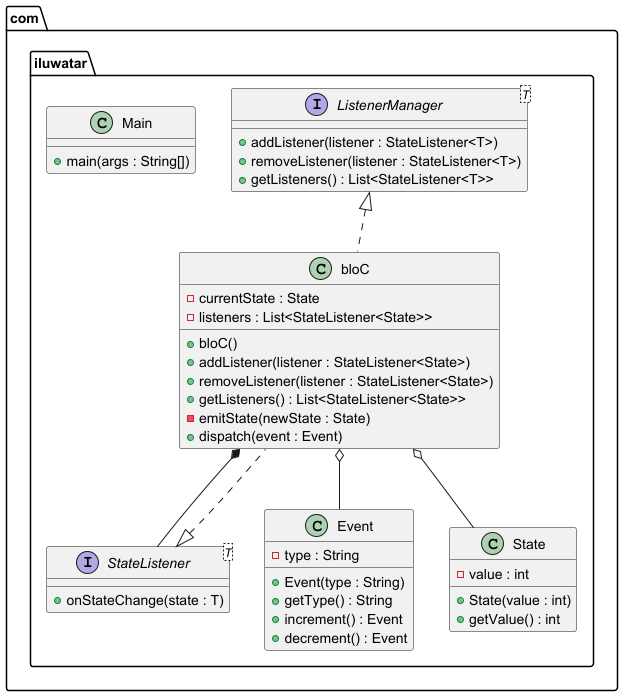 com
iluwatar
C Main
main(args : String[])
I ListenerManager T
addListener(listener : StateListener<T>)
removeListener(listener : StateListener<T>)
getListeners() : List<StateListener<T>>
C bloC
currentState : State
listeners : List<StateListener<State>>
bloC()
addListener(listener : StateListener<State>)
removeListener(listener : StateListener<State>)
getListeners() : List<StateListener<State>>
emitState(newState : State)
dispatch(event : Event)
I StateListener T
onStateChange(state : T)
C Event
type : String
Event(type : String)
getType() : String
increment() : Event
decrement() : Event
C State
value : int
State(value : int)
getValue() : int